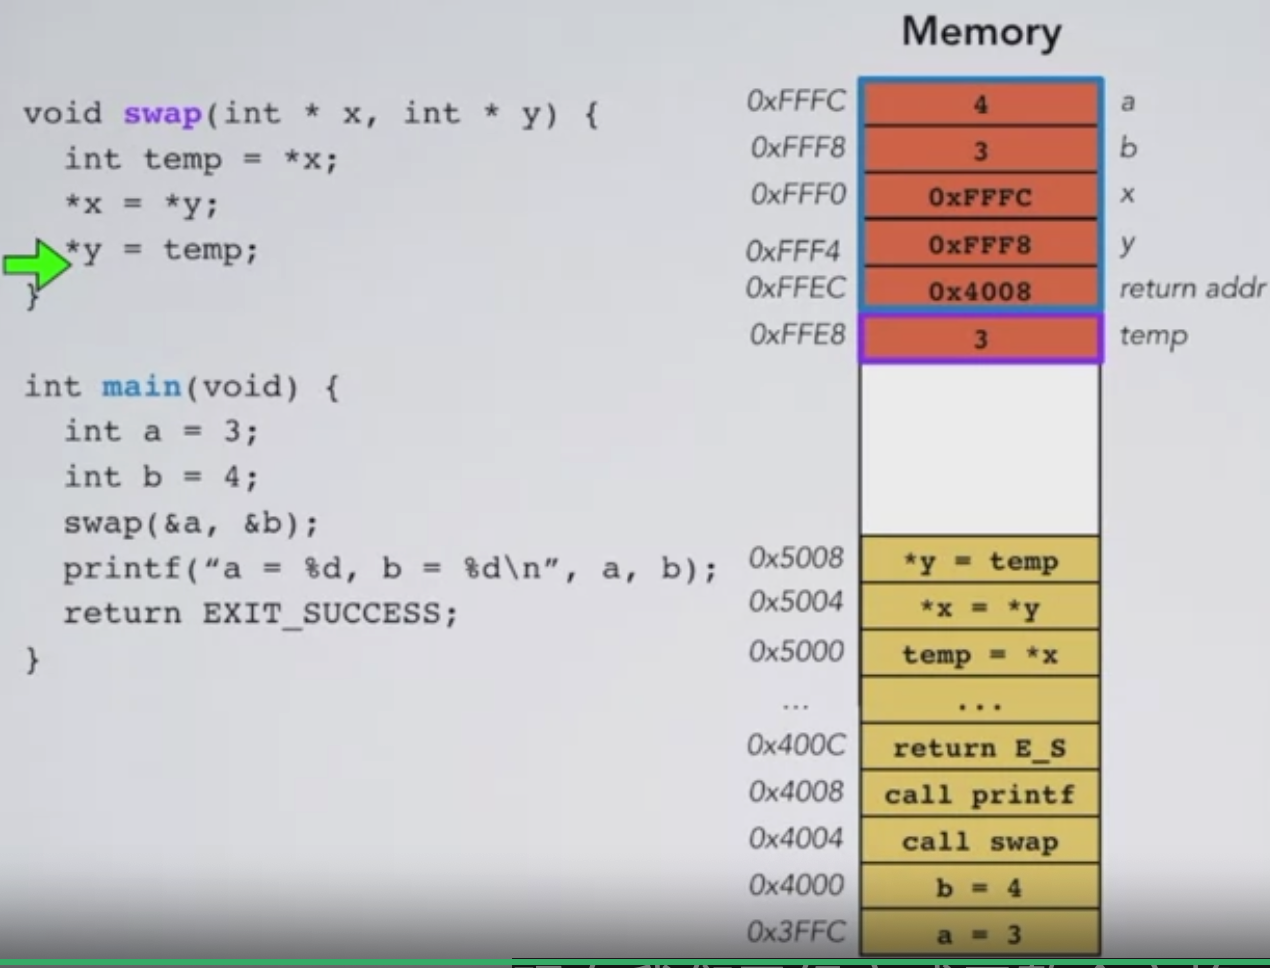 Memory
void swap(int * x, int * y) {
int temp = *x;
*x = *y;
*y = temp;
}
int main(void) {
int a = 3;
int b = 4;
swap(&a, &b);
printf(“a = %d, b = %d\n”, a, b);
return EXIT_SUCCESS;
}
0xFFFC 4 a
0xFFF8 3 b
0xFFF0 0xFFFC x
0xFFF4 0xFFF8 y
0xFFEC 0x4008 return addr
0xFFE8 3 temp
0x5008 *y = temp
0x5004 *x = *y
0x5000 temp = *x
... ...
0x400C return E_S
0x4008 call printf
0x4004 call swap
0x4000 b = 4
0x3FFC a = 3